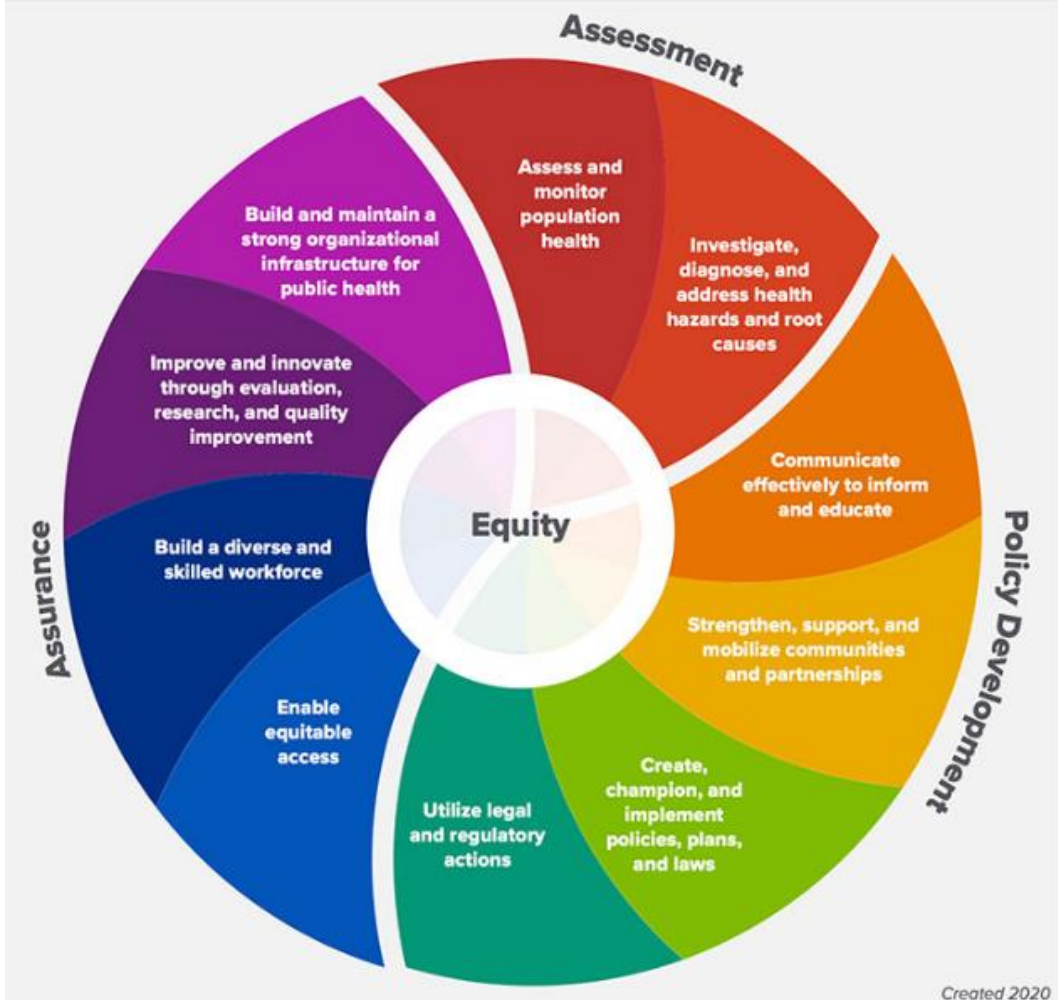 Assessment
Assess and
monitor
population
health
Investigate,
diagnose, and
address health
hazards and root
causes
Policy Development
Communicate
effectively to inform
and educate
Strengthen, support, and
mobilize communities
and partnerships
Create,
champion, and
implement
policies, plans,
and laws
Utilize legal
and regulatory
actions
Assurance
Enable
equitable
access
Build a diverse and
skilled workforce
Improve and innovate
through evaluation,
research, and quality
improvement
Build and maintain a
strong organizational
infrastructure for
public health
Equity
Created 2020